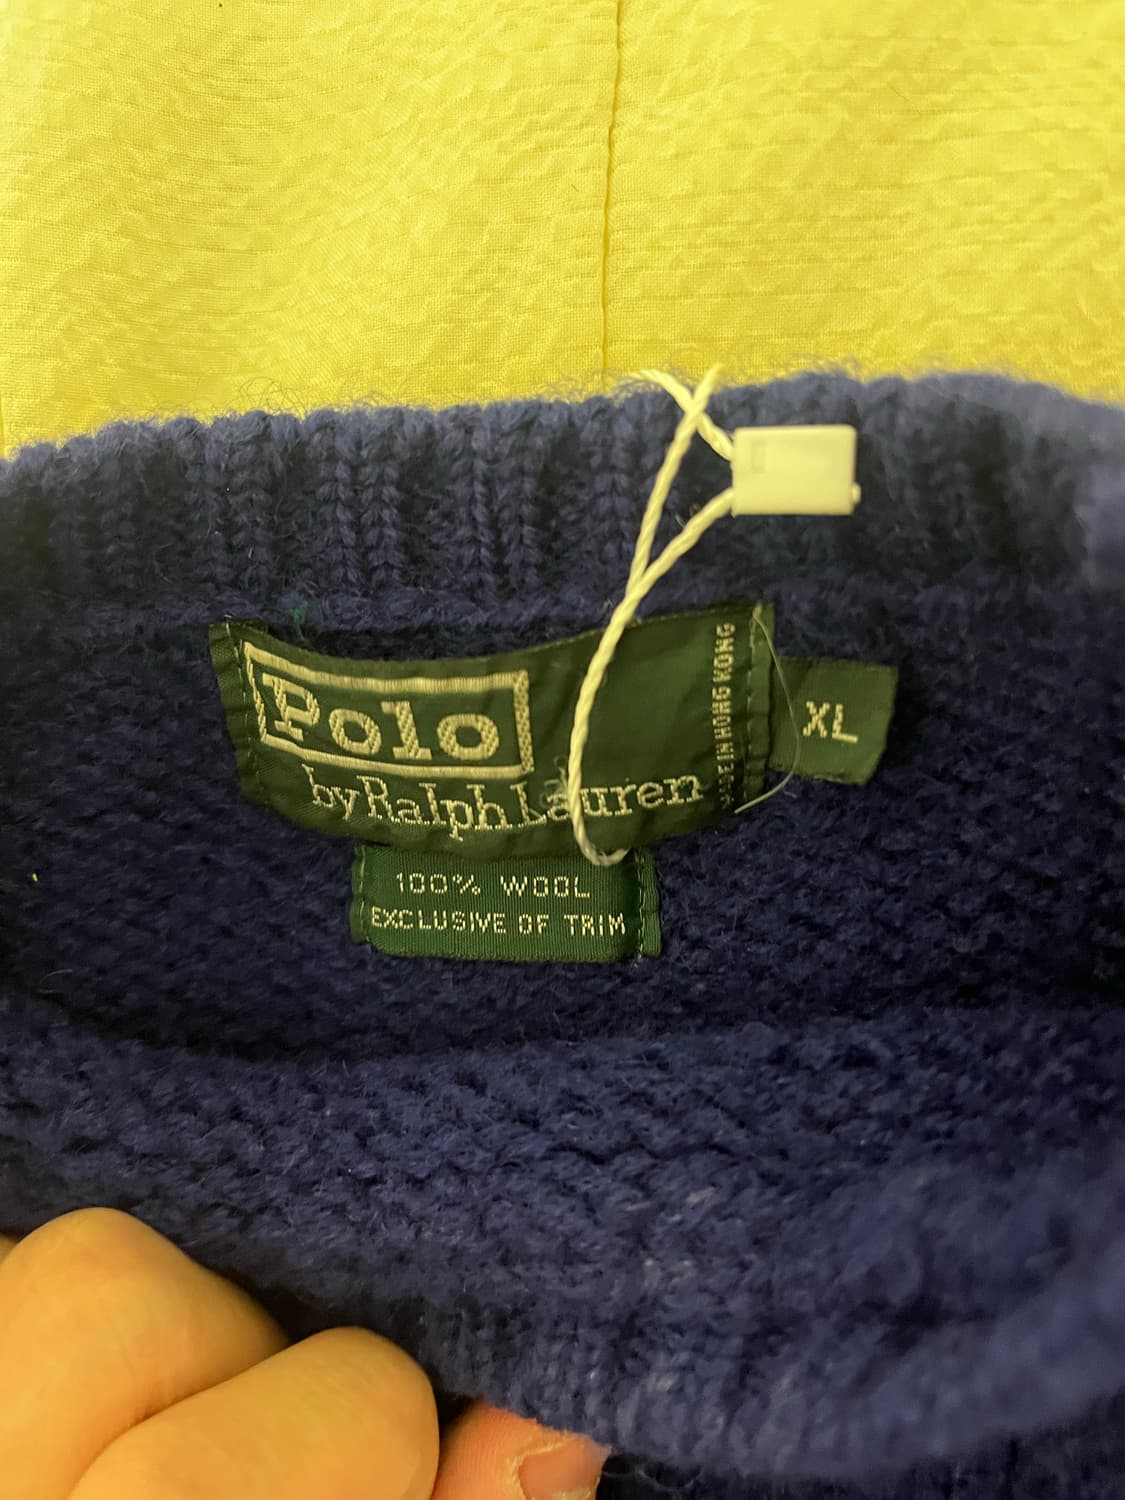 Polo
by Ralph Lauren
MADE IN HONG KONG
XL
100% WOOL
EXCLUSIVE OF TRIM